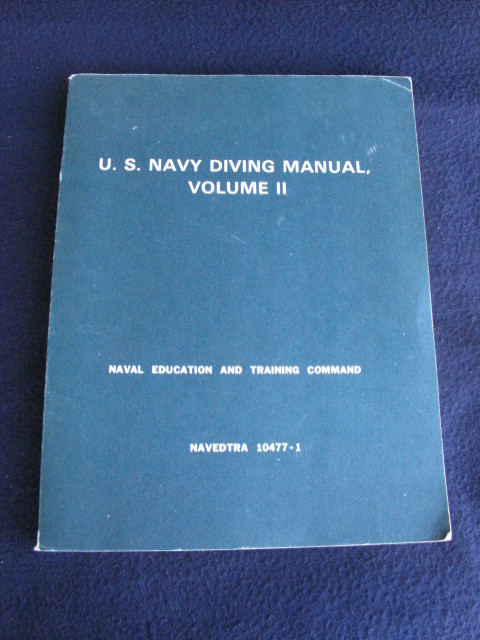 U. S. NAVY DIVING MANUAL,
VOLUME II
NAVAL EDUCATION AND TRAINING COMMAND
NAVEDTRA 10477-1